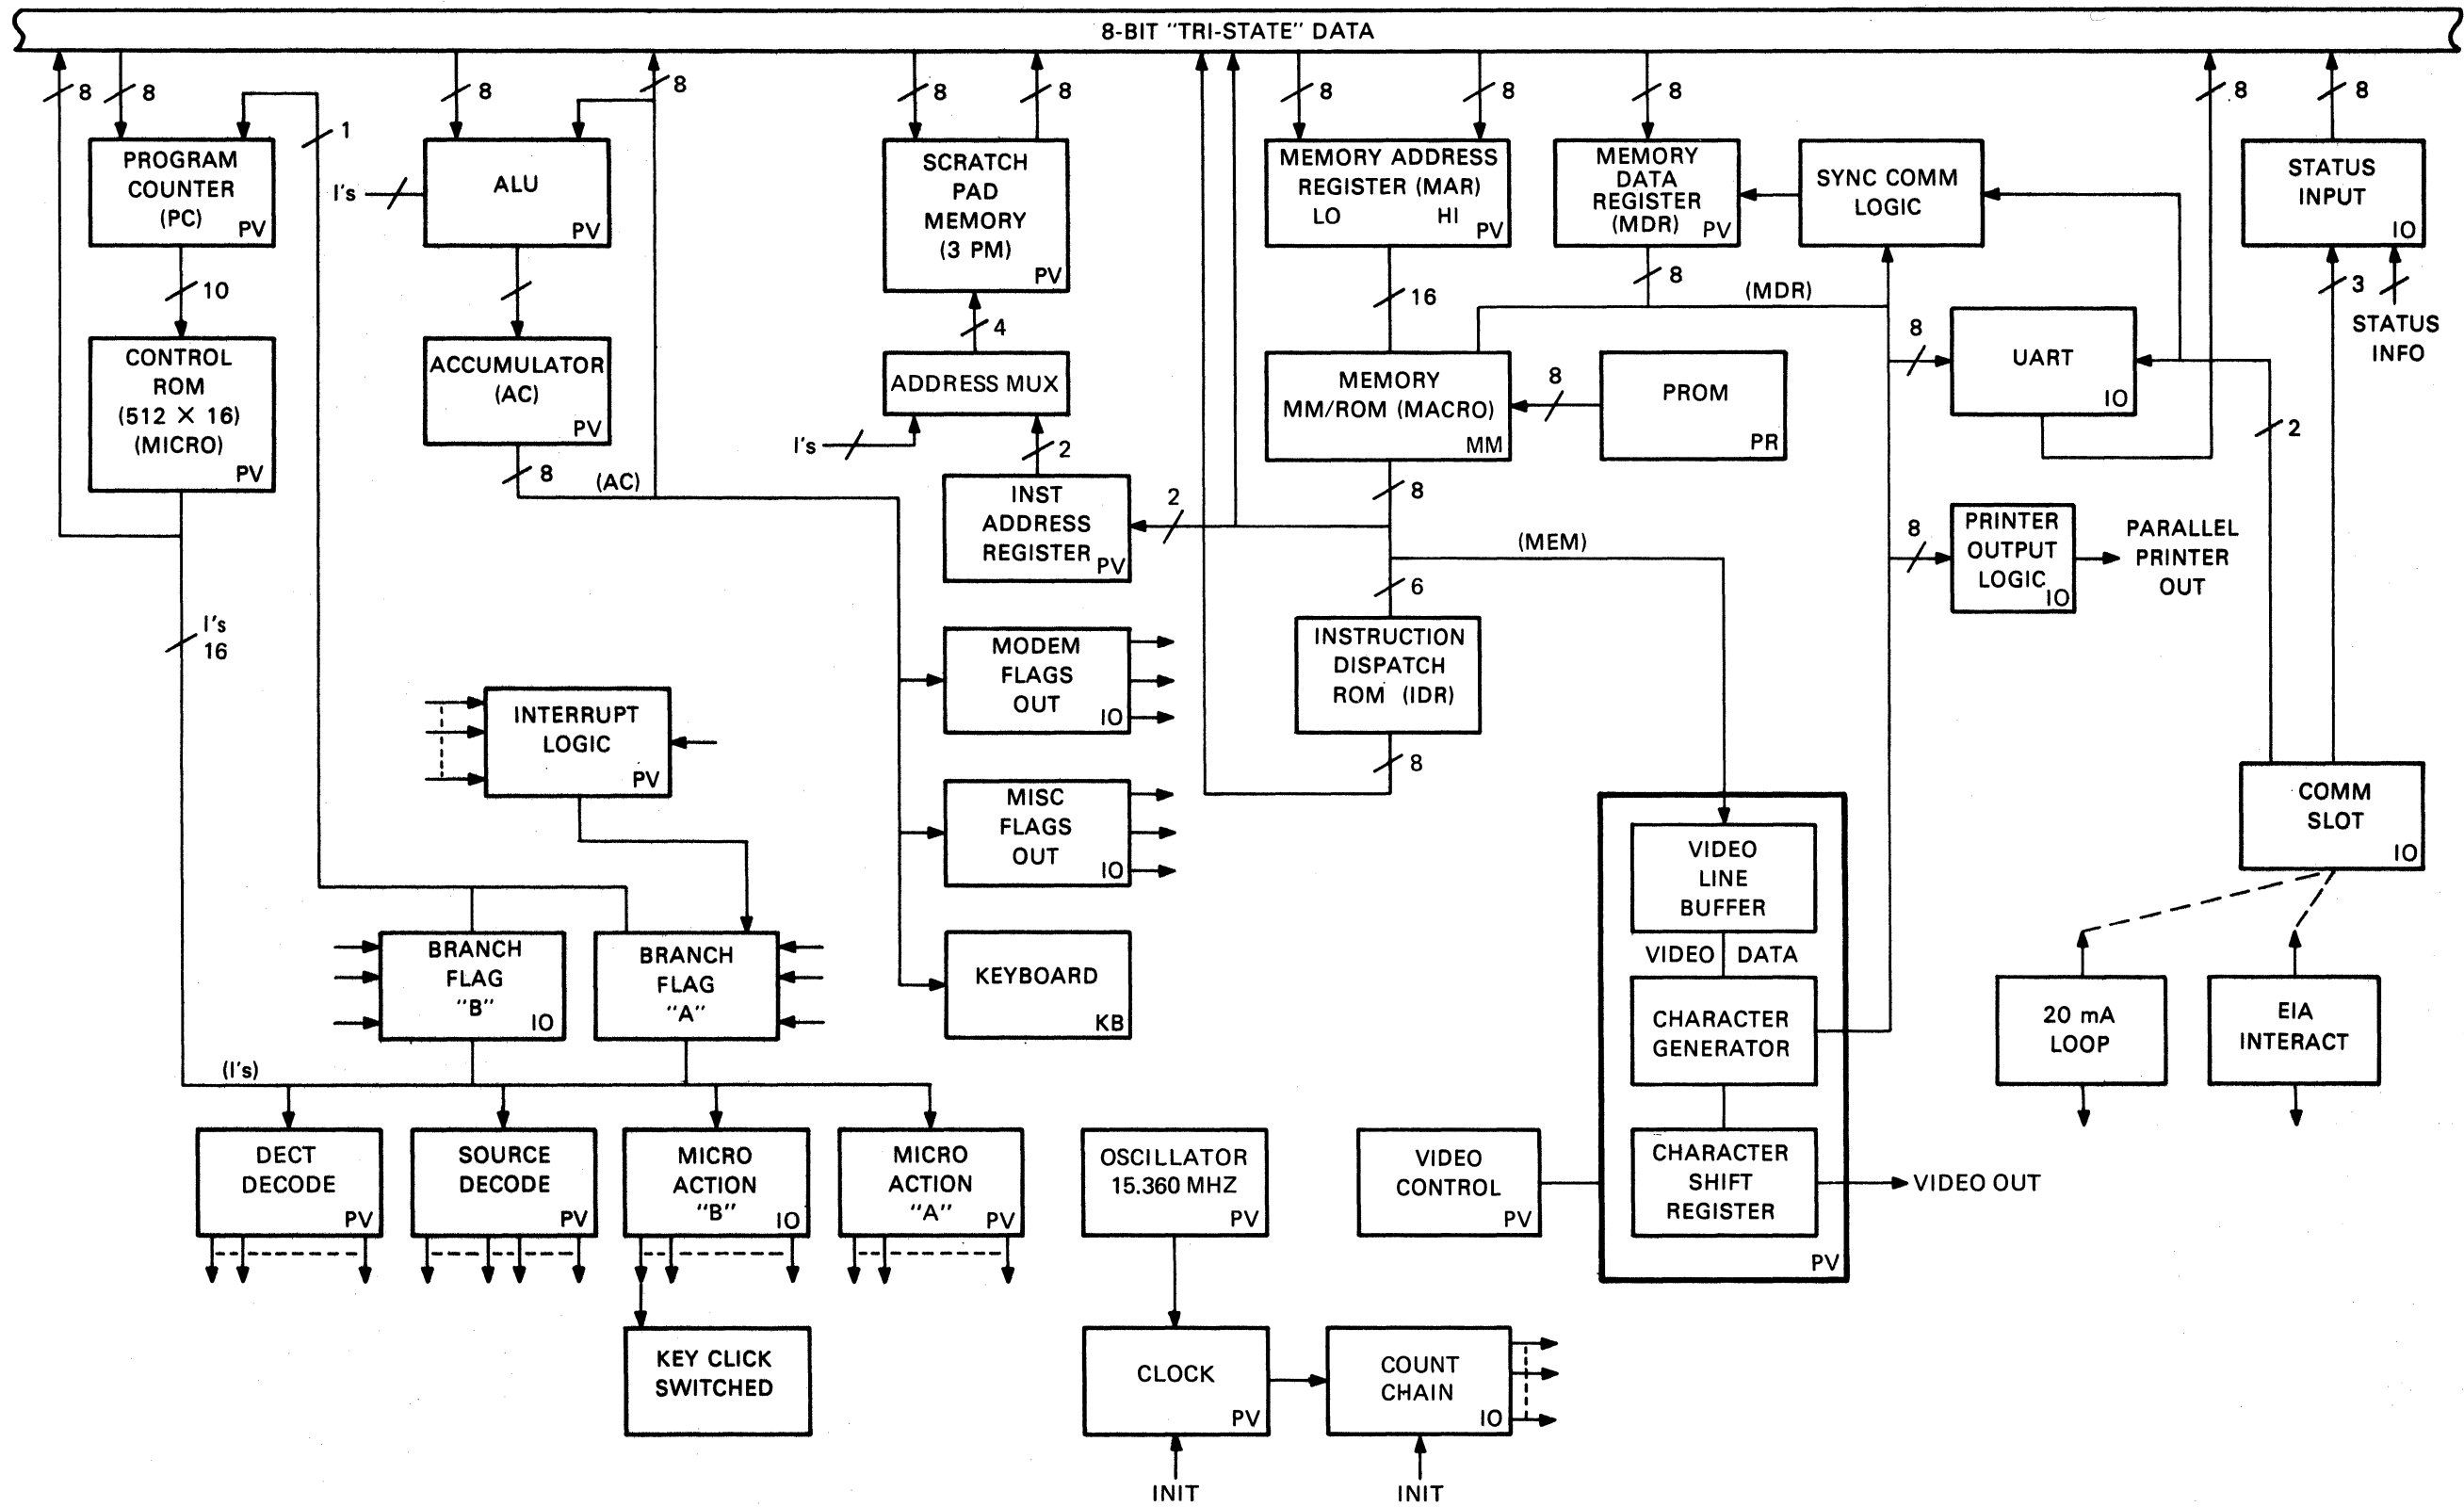 8-BIT "TRI-STATE" DATA
8
8
8
8
8
8
8
8
8
8
8
1
PROGRAM
COUNTER
(PC)
PV
I's
ALU
PV
SCRATCH
PAD
MEMORY
(3 PM)
PV
MEMORY ADDRESS
REGISTER (MAR)
LO HI
PV
MEMORY
DATA
REGISTER
(MDR) PV
SYNC COMM
LOGIC
STATUS
INPUT
IO
10
4
16
8
(MDR)
3
STATUS
INFO
CONTROL
ROM
(512 X 16)
(MICRO)
PV
ACCUMULATOR
(AC)
PV
ADDRESS MUX
I's
2
MEMORY
MM/ROM (MACRO)
MM
8
PROM
PR
8
UART
IO
2
8
(AC)
INST
ADDRESS
REGISTER
PV
2
8
(MEM)
8
PRINTER
OUTPUT
LOGIC
IO
PARALLEL
PRINTER
OUT
6
I's
16
MODEM
FLAGS
OUT
IO
INSTRUCTION
DISPATCH
ROM (IDR)
8
INTERRUPT
LOGIC
PV
MISC
FLAGS
OUT
IO
COMM
SLOT
IO
VIDEO
LINE
BUFFER
VIDEO DATA
BRANCH
FLAG
"B"
IO
BRANCH
FLAG
"A"
KEYBOARD
KB
CHARACTER
GENERATOR
20 mA
LOOP
EIA
INTERACT
(I's)
DECT
DECODE
PV
SOURCE
DECODE
PV
MICRO
ACTION
"B"
IO
MICRO
ACTION
"A"
PV
OSCILLATOR
15.360 MHZ
PV
VIDEO
CONTROL
PV
CHARACTER
SHIFT
REGISTER
PV
VIDEO OUT
KEY CLICK
SWITCHED
CLOCK
PV
COUNT
CHAIN
IO
INIT
INIT